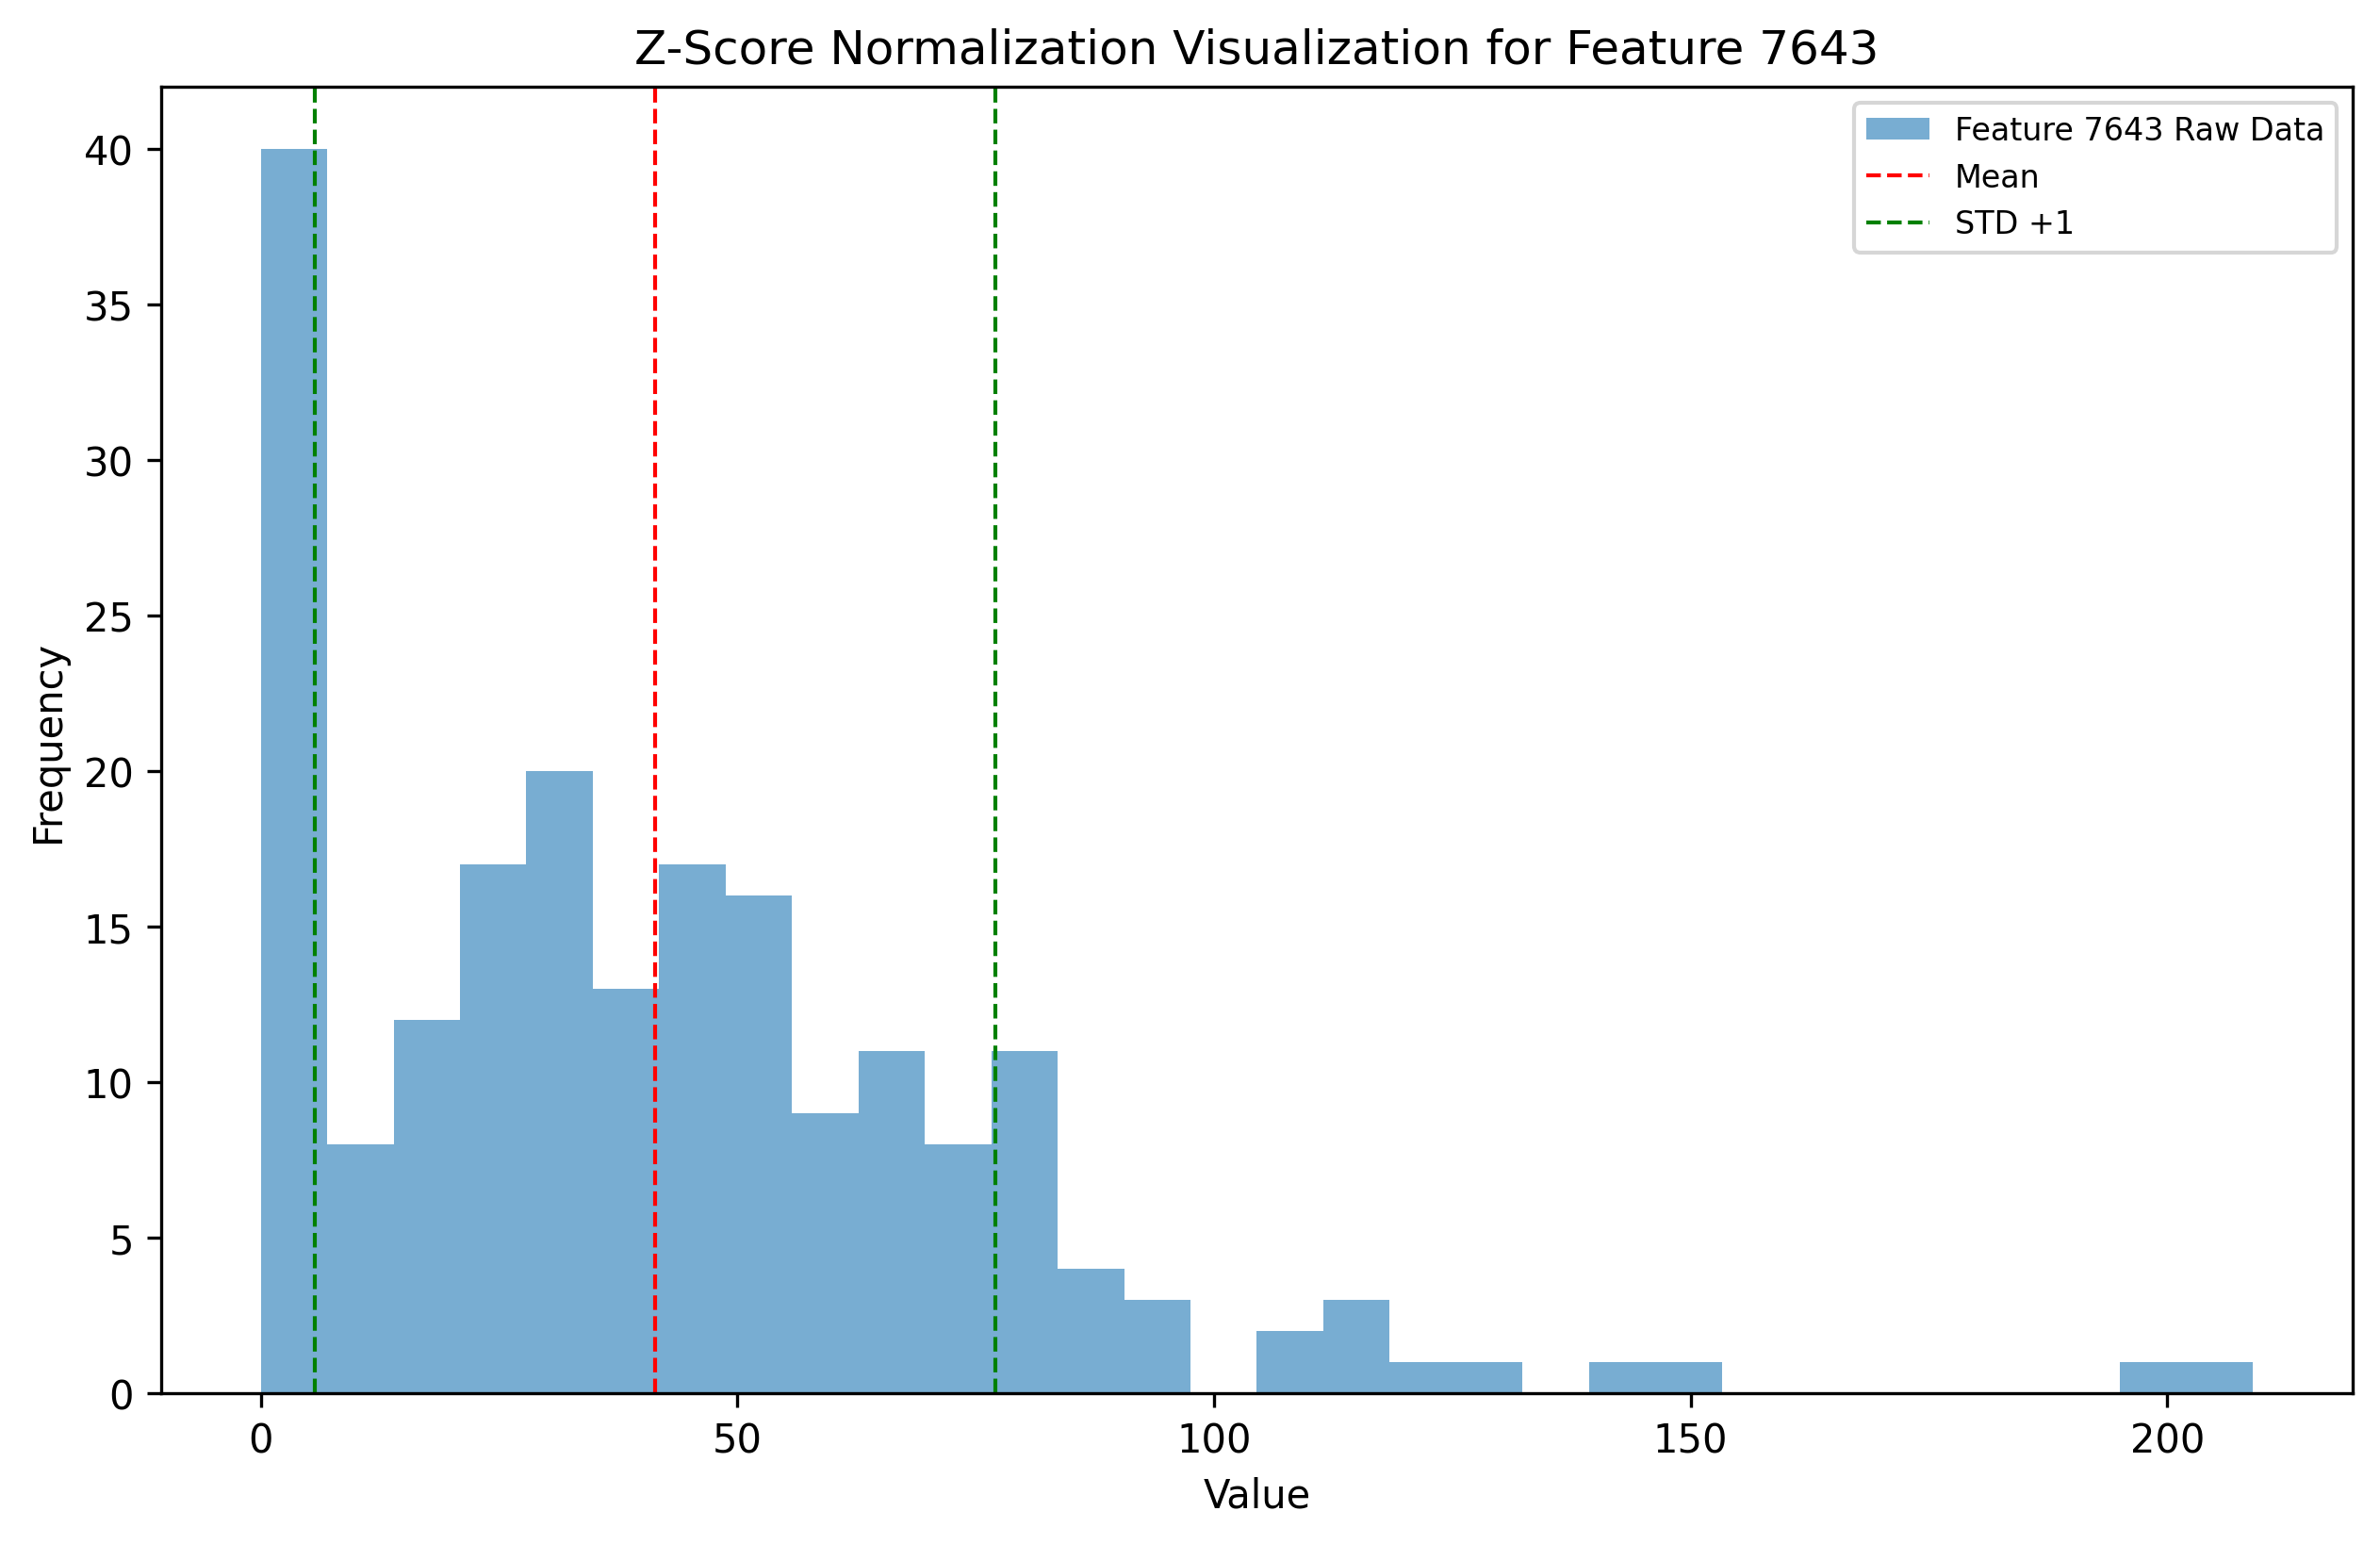 Z-Score Normalization Visualization for Feature 7643
Feature 7643 Raw Data
Mean
STD +1
40
35
30
25
20
15
10
5
0
Frequency
0 50 100 150 200
Value